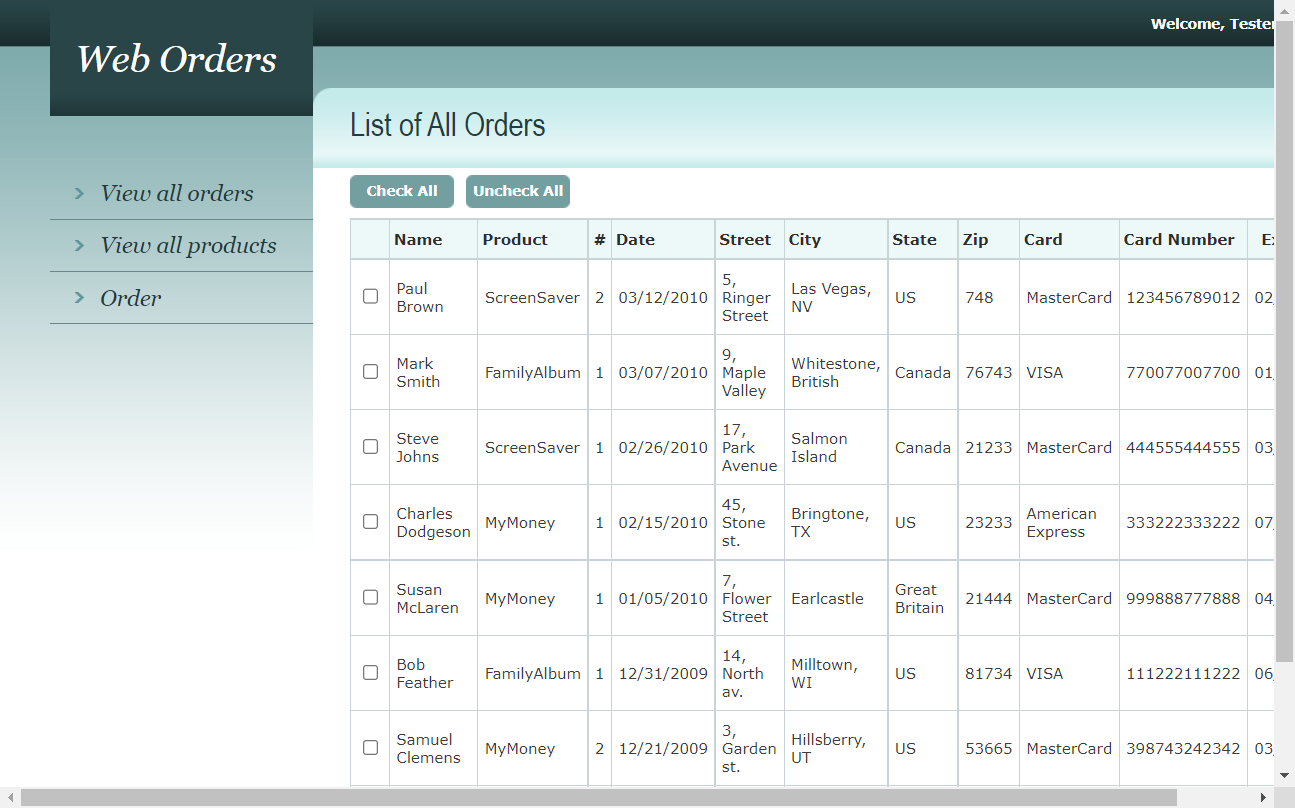 Welcome, Tester
Web Orders
List of All Orders
View all orders
View all products
Order
Check All Uncheck All
Name Product # Date Street City State Zip Card Card Number
Paul Brown ScreenSaver 2 03/12/2010 5, Ringer Street Las Vegas, NV US 748 MasterCard 123456789012 02
Mark Smith FamilyAlbum 1 03/07/2010 9, Maple Valley Whitestone, British Canada 76743 VISA 770077007700 01
Steve Johns ScreenSaver 1 02/26/2010 17, Park Avenue Salmon Island Canada 21233 MasterCard 444555444555 03
Charles Dodgeson MyMoney 1 02/15/2010 45, Stone st. Bringtone, TX US 23233 American Express 333222333222 07
Susan McLaren MyMoney 1 01/05/2010 7, Flower Street Earlcastle Great Britain 21444 MasterCard 999888777888 04
Bob Feather FamilyAlbum 1 12/31/2009 14, North av. Milltown, WI US 81734 VISA 111222111222 06
Samuel Clemens MyMoney 2 12/21/2009 3, Garden st. Hillsberry, UT US 53665 MasterCard 398743242342 03